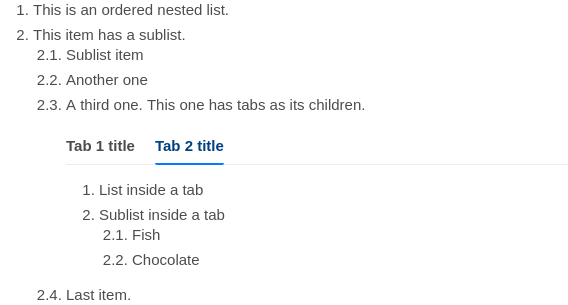 1. This is an ordered nested list.
2. This item has a sublist.
2.1. Sublist item
2.2. Another one
2.3. A third one. This one has tabs as its children.
Tab 1 title Tab 2 title
1. List inside a tab
2. Sublist inside a tab
2.1. Fish
2.2. Chocolate
2.4. Last item.